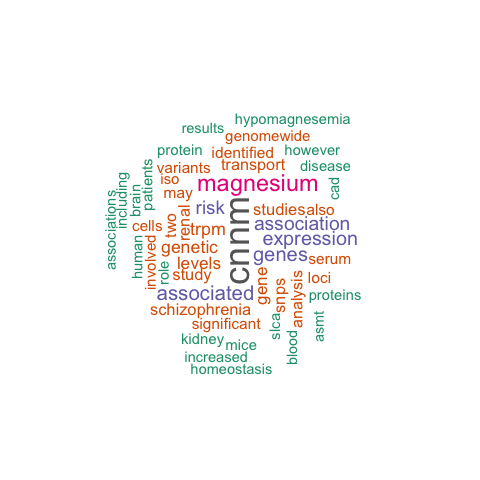 hypomagnesemia
results
genomewide
protein
identified
however
variants
transport
disease
iso
magnesium
cad
may
patients
including
brain
associations
risk
cnnm
studies
also
two
renal
cells
trpm
association
human
involved
genetic
expression
role
levels
genes
serum
study
gene
snps
analysis
loci
associated
proteins
schizophrenia
significant
slca
asmt
kidney
mice
blood
increased
homeostasis